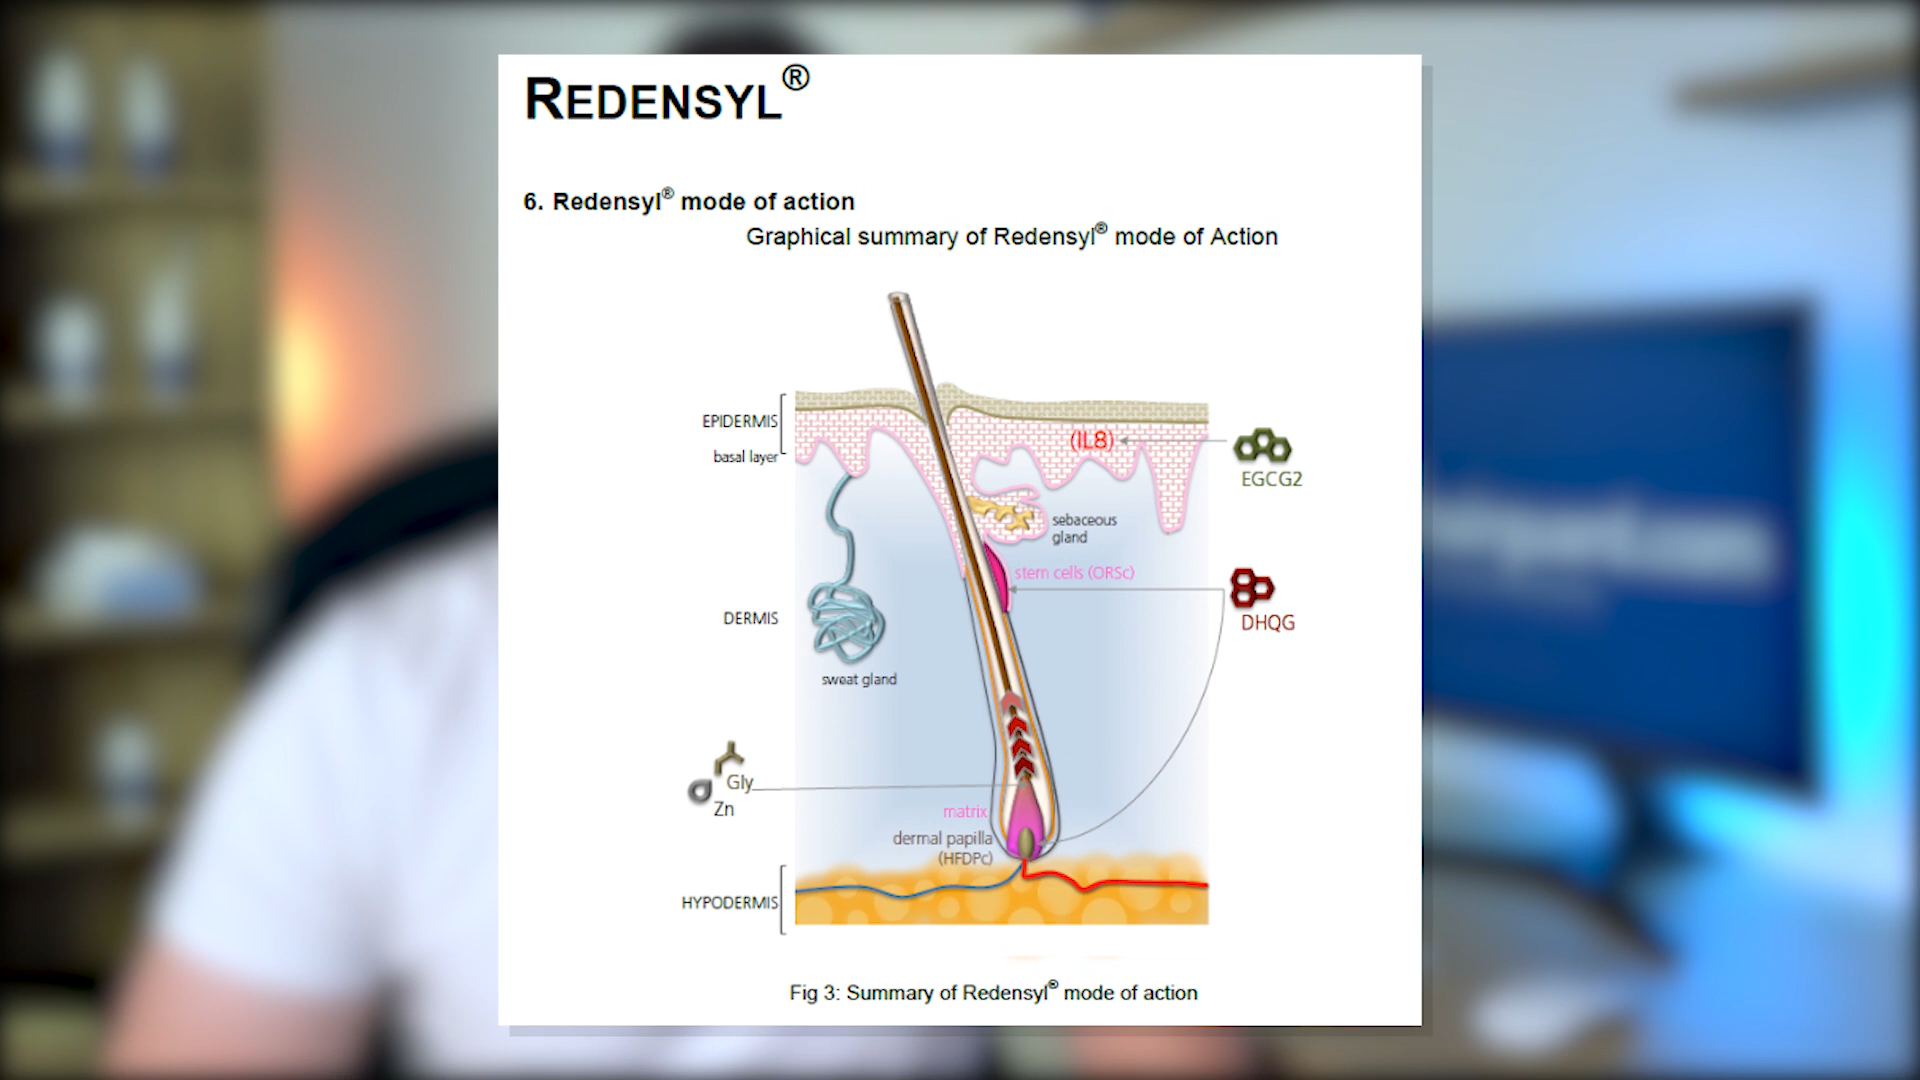 REDENSYL®
6. Redensyl® mode of action
Graphical summary of Redensyl® mode of Action
EPIDERMIS
basal layer
(IL8)
EGCG2
sebaceous
gland
stem cells (ORSc)
DHQG
DERMIS
sweat gland
Gly
Zn
matrix
dermal papilla
(HFDPc)
HYPODERMIS
Fig 3: Summary of Redensyl® mode of action